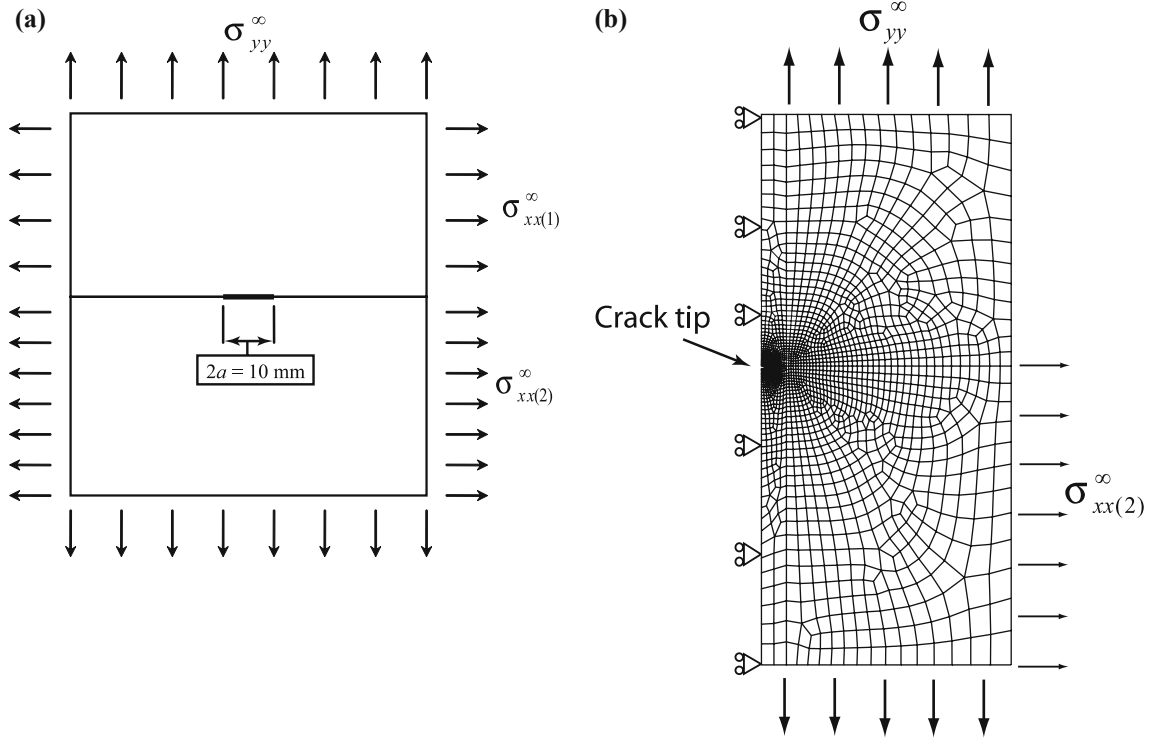 (a)
σ∞yy
σ∞xx(1)
2a = 10 mm
σ∞xx(2)
(b)
σ∞yy
Crack tip
σ∞xx(2)